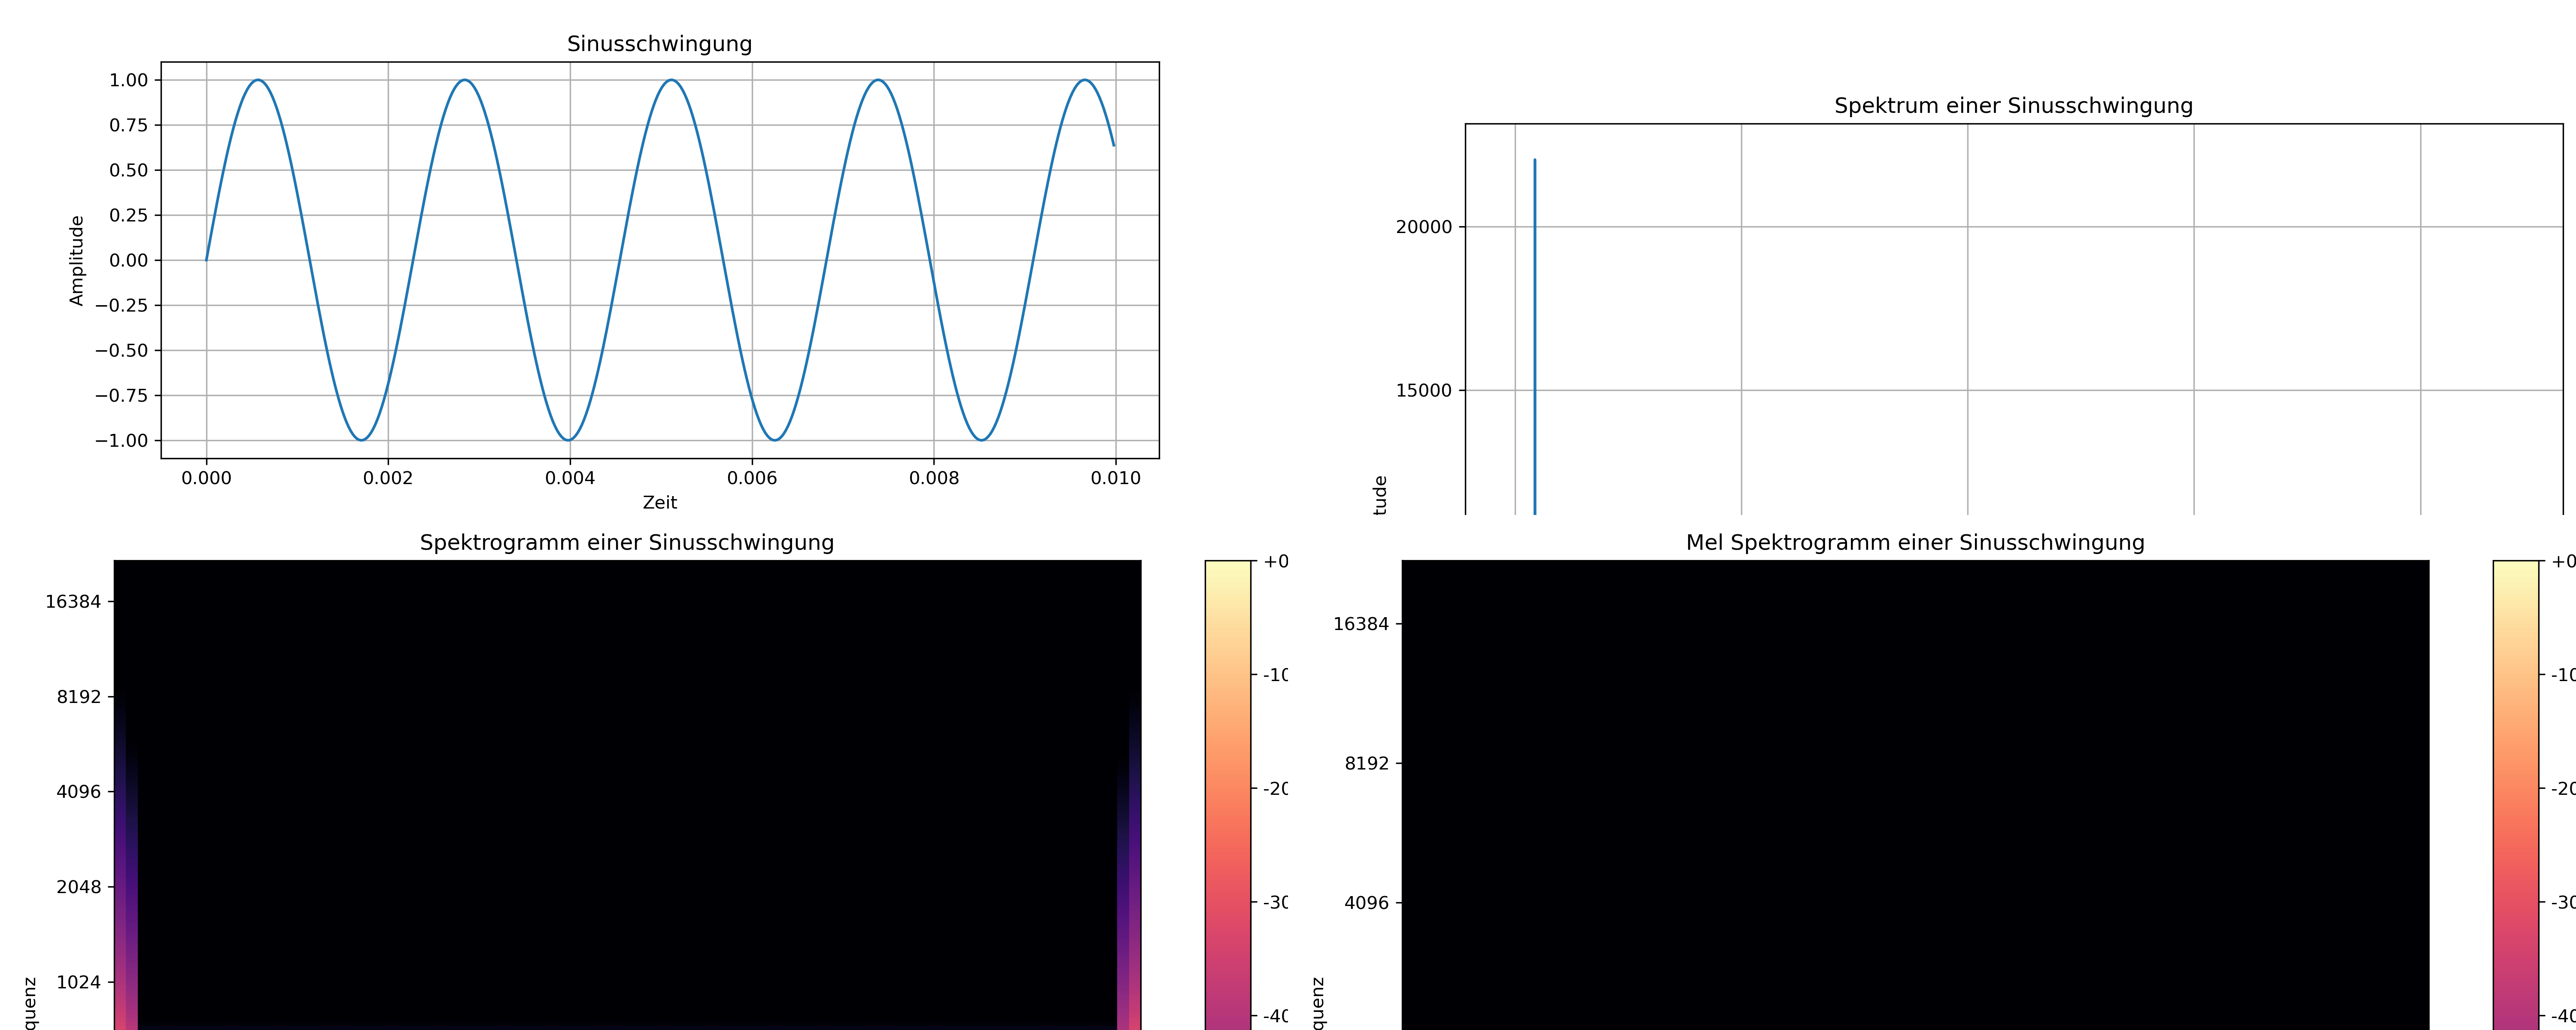 Sinusschwingung
1.00
0.75
0.50
0.25
0.00
−0.25
−0.50
−0.75
−1.00
Amplitude
0.000 0.002 0.004 0.006 0.008 0.010
Zeit
Spektrum einer Sinusschwingung
20000
15000
tude
Spektrogramm einer Sinusschwingung
16384
8192
4096
2048
1024
quenz
+0
-10
-20
-30
-40
Mel Spektrogramm einer Sinusschwingung
16384
8192
4096
quenz
+0
-10
-20
-30
-40